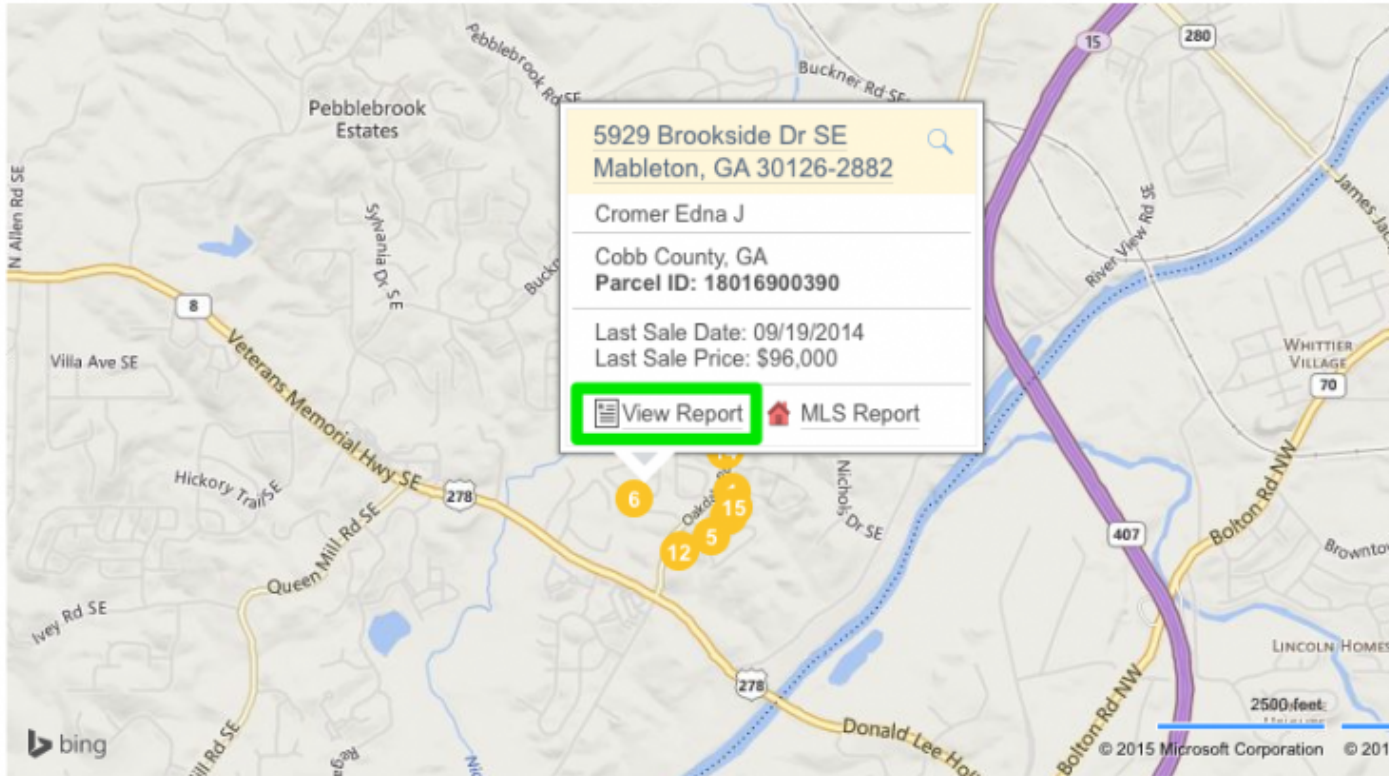 15
280
Pebblebrook Rd SE
Buckner Rd SE
Pebblebrook
Estates
5929 Brookside Dr SE
Mableton, GA 30126-2882
Cromer Edna J
Cobb County, GA
Parcel ID: 18016900390
Last Sale Date: 09/19/2014
Last Sale Price: $96,000
View Report
MLS Report
N Allen Rd SE
Sylvania Dr SE
River View Rd SE
8
Veterans Memorial Hwy SE
Villa Ave SE
WHITTIER
VILLAGE
70
Hickory Trail SE
278
6
15
5
12
Nichols Dr SE
407
Bolton Rd NW
Queen Mill Rd SE
Ivey Rd SE
LINCOLN HOMES
278
2500 feet
Bolton Rd NW
bing
© 2015 Microsoft Corporation